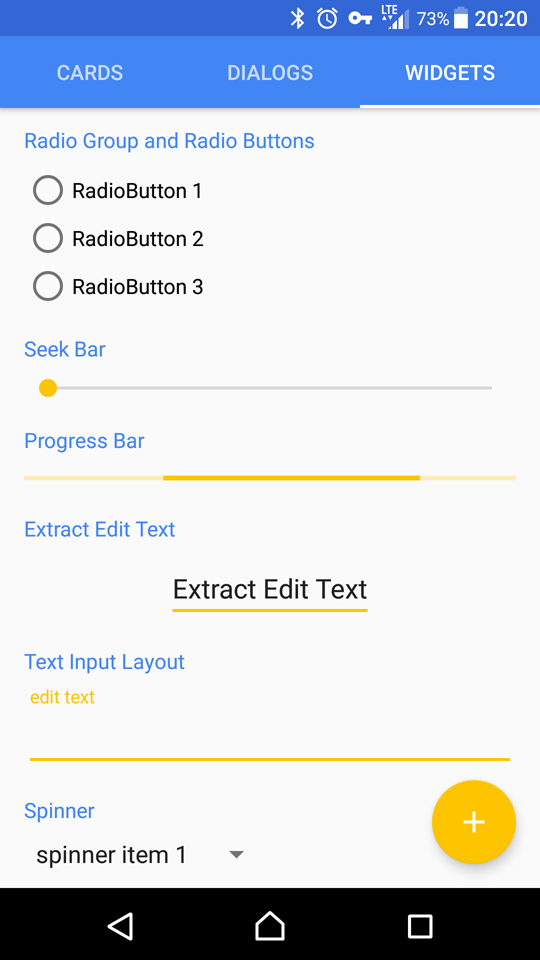 LTE 73% 20:20
CARDS DIALOGS WIDGETS
Radio Group and Radio Buttons
RadioButton 1
RadioButton 2
RadioButton 3
Seek Bar
Progress Bar
Extract Edit Text
Extract Edit Text
Text Input Layout
edit text
Spinner
spinner item 1